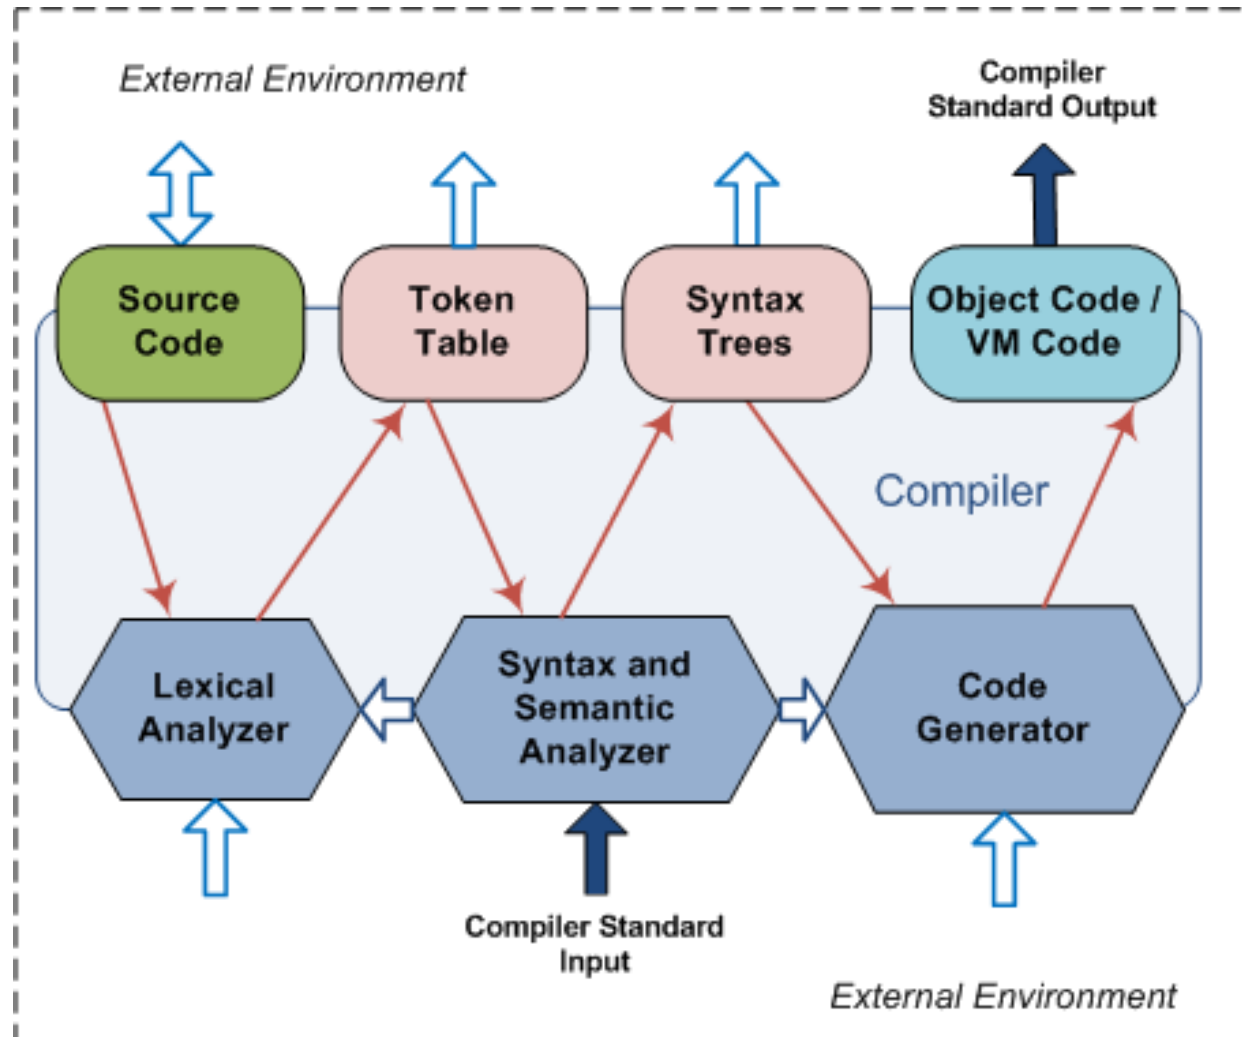 External Environment
Compiler
Standard Output
Source
Code
Token
Table
Syntax
Trees
Object Code /
VM Code
Compiler
Lexical
Analyzer
Syntax and
Semantic
Analyzer
Code
Generator
Compiler Standard
Input
External Environment